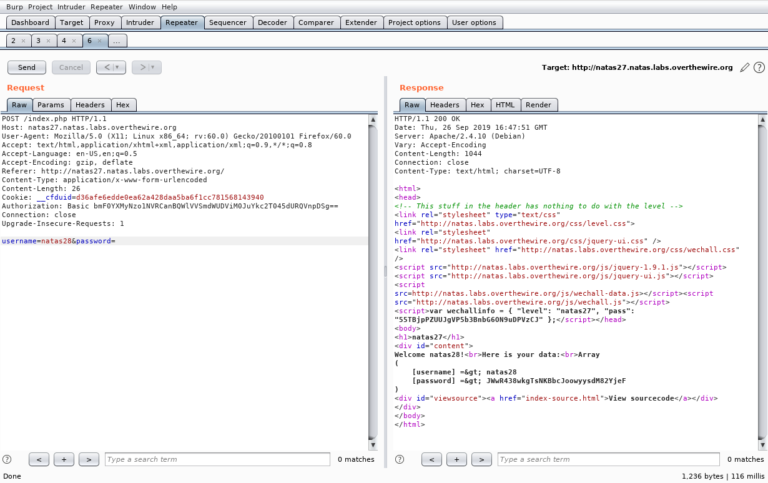 Burp Project Intruder Repeater Window Help
Dashboard Target Proxy Intruder Repeater Sequencer Decoder Comparer Extender Project options User options
2 × 3 × 4 × 6 × ...
Send Cancel < | ▾ > | ▾ Target: http://natas27.natas.labs.overthewire.org
Request
Raw Params Headers Hex
POST /index.php HTTP/1.1
Host: natas27.natas.labs.overthewire.org
User-Agent: Mozilla/5.0 (X11; Linux x86_64; rv:60.0) Gecko/20100101 Firefox/60.0
Accept: text/html,application/xhtml+xml,application/xml;q=0.9,*/*;q=0.8
Accept-Language: en-US,en;q=0.5
Accept-Encoding: gzip, deflate
Referer: http://natas27.natas.labs.overthewire.org/
Content-Type: application/x-www-form-urlencoded
Content-Length: 26
Cookie: __cfduid=d36afe6edde0ea62a428daa5ba6f1cc781568143940
Authorization: Basic
Connection: close
Upgrade-Insecure-Requests: 1
username=natas28&password=
? < + > Type a search term 0 matches
Done
Response
Raw Headers Hex HTML Render
HTTP/1.1 200 OK
Date: Thu, 26 Sep 2019 16:47:51 GMT
Server: Apache/2.4.10 (Debian)
Vary: Accept-Encoding
Content-Length: 1044
Connection: close
Content-Type: text/html; charset=UTF-8
<html>
<head>
<!-- This stuff in the header has nothing to do with the level -->
<link rel="stylesheet" type="text/css"
href="http://natas.labs.overthewire.org/css/level.css">
<link rel="stylesheet"
href="http://natas.labs.overthewire.org/css/jquery-ui.css" />
<link rel="stylesheet" href="http://natas.labs.overthewire.org/css/wechall.css"
/>
<script src="http://natas.labs.overthewire.org/js/jquery-1.9.1.js"></script>
<script src="http://natas.labs.overthewire.org/js/jquery-ui.js"></script>
<script
src=http://natas.labs.overthewire.org/js/wechall-data.js></script><script
src="http://natas.labs.overthewire.org/js/wechall.js"></script>
<script>var wechallinfo = { "level": "natas27", "pass":
"55TBjpPZUUJgVP5b3BnbG6ON9uDPVzCJ" };</script></head>
<body>
<h1>natas27</h1>
<div id="content">
Welcome natas28!<br>Here is your data:<br>Array
(
[username] =&gt; natas28
[password] =&gt; JWwR438wkgTsNKBbcJoowyysdM82YjeF
)
<div id="viewsource"><a href="index-source.html">View sourcecode</a></div>
</div>
</body>
</html>
? < + > Type a search term 0 matches
1,236 bytes | 116 millis